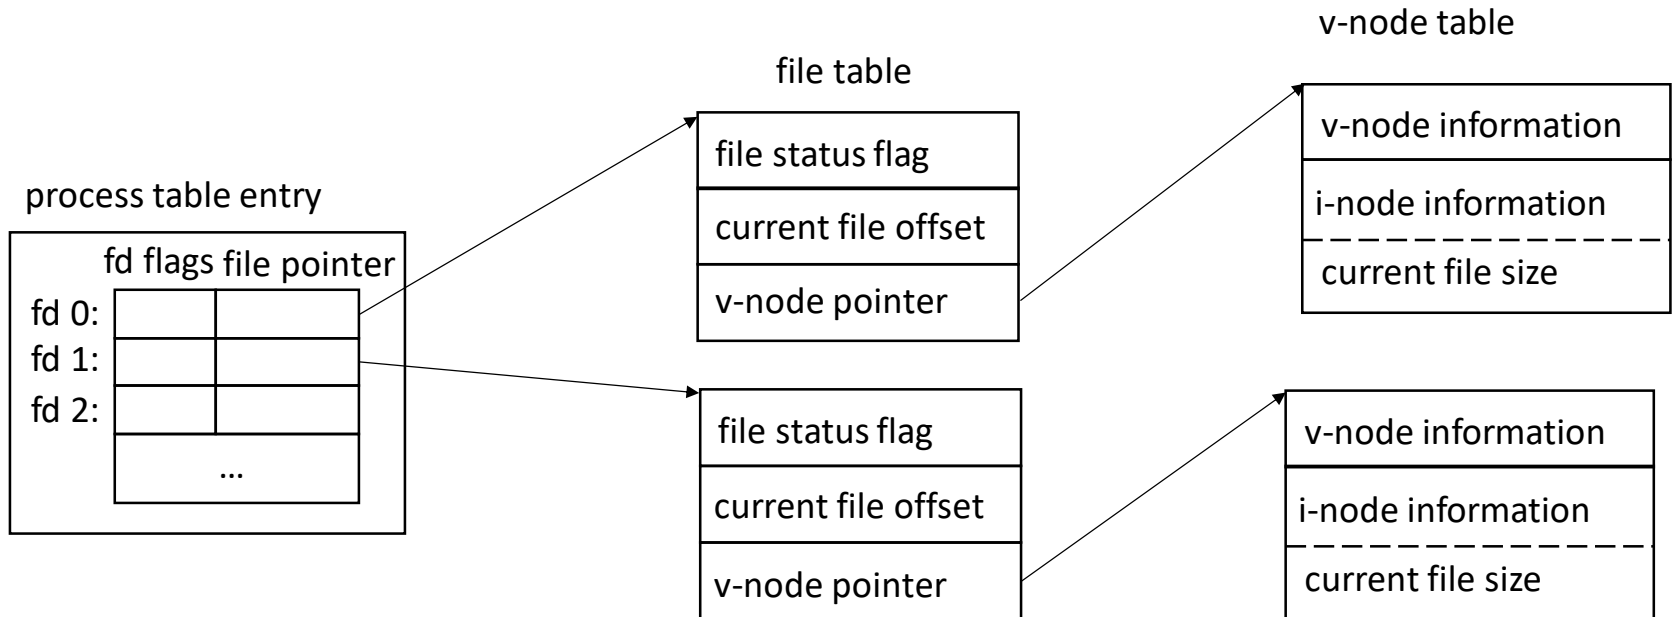 process table entry
fd flags file pointer
fd 0:
fd 1:
fd 2:
...
file table
file status flag
current file offset
v-node pointer
file status flag
current file offset
v-node pointer
v-node table
v-node information
i-node information
current file size
v-node information
i-node information
current file size